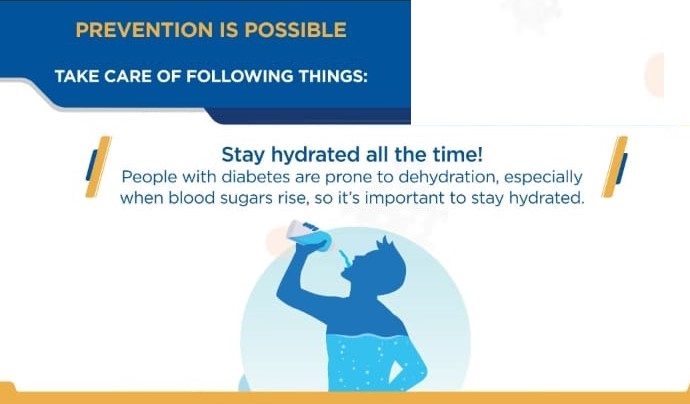 PREVENTION IS POSSIBLE
TAKE CARE OF FOLLOWING THINGS:
Stay hydrated all the time!
People with diabetes are prone to dehydration, especially
when blood sugars rise, so it's important to stay hydrated.